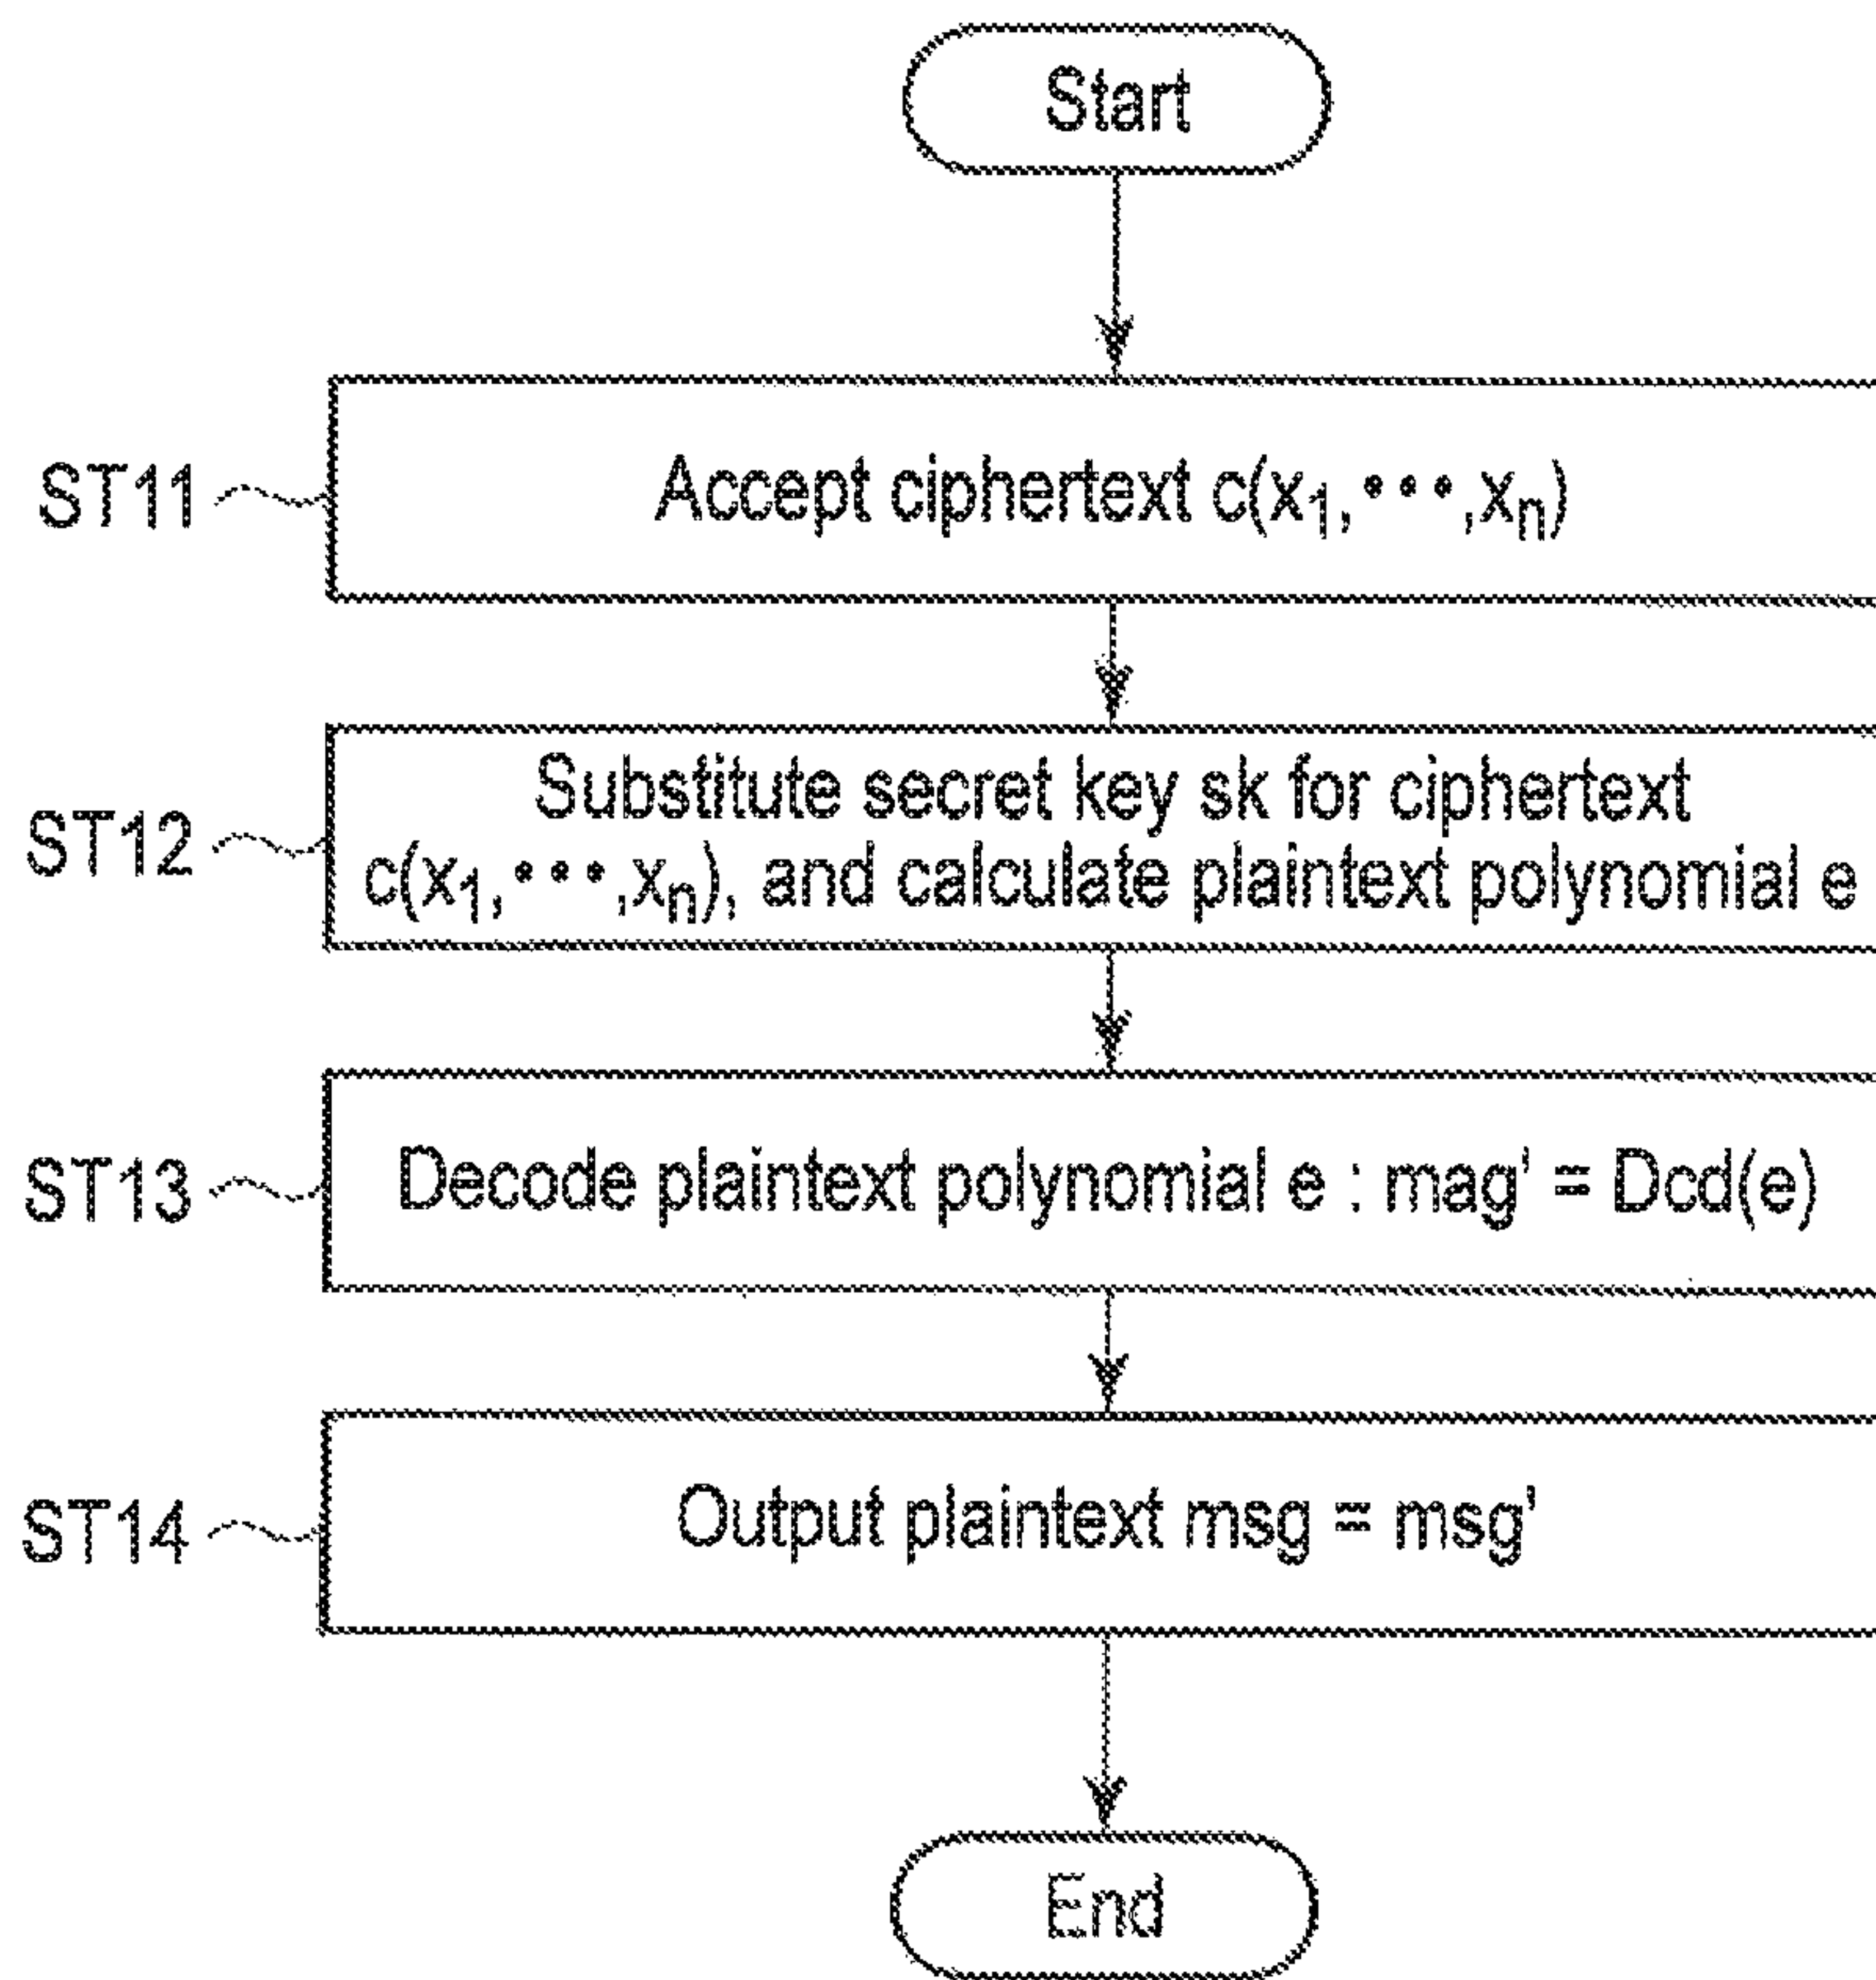 Start
ST11 Accept ciphertext c(x₁,•••,xₙ)
ST12 Substitute secret key sk for ciphertext
c(x₁,•••,xₙ), and calculate plaintext polynomial e
ST13 Decode plaintext polynomial e : mag' = Dcd(e)
ST14 Output plaintext msg = msg'
End